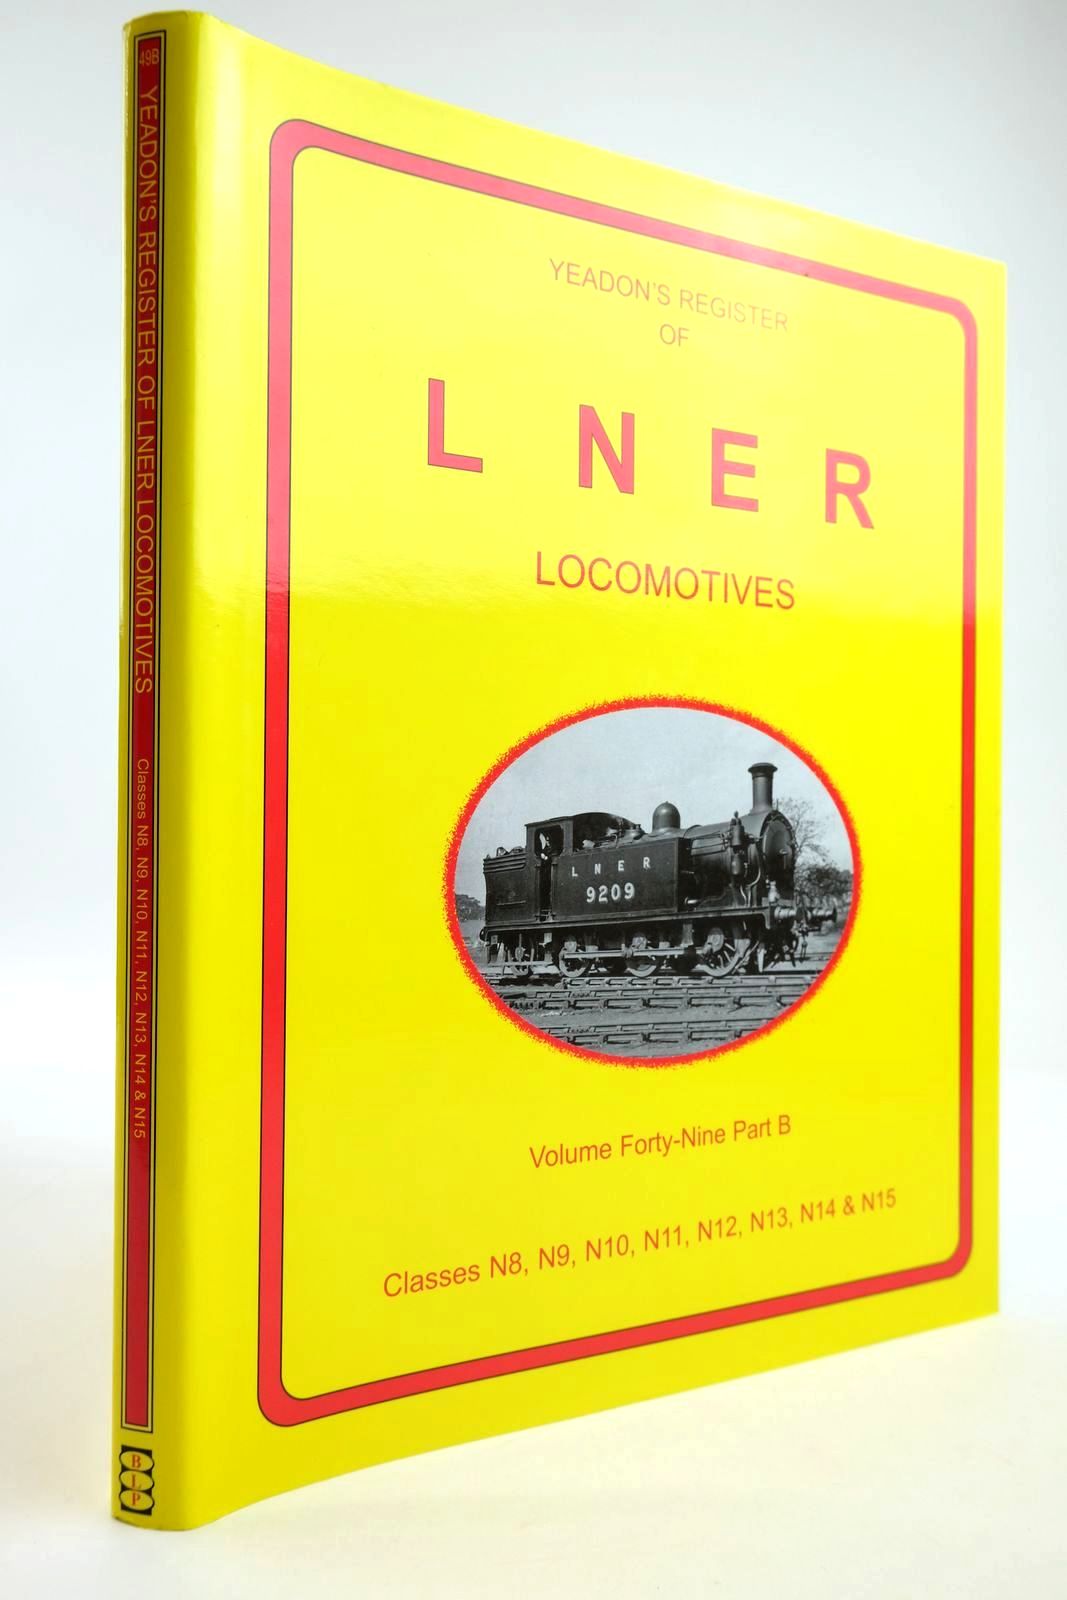 49B YEADON'S REGISTER OF LNER LOCOMOTIVES Classes N8, N9, N10, N11, N12, N13, N14 & N15
B
L
P
YEADON'S REGISTER
OF
L N E R
LOCOMOTIVES
L N E R
9209
Volume Forty-Nine Part B
Classes N8, N9, N10, N11, N12, N13, N14 & N15